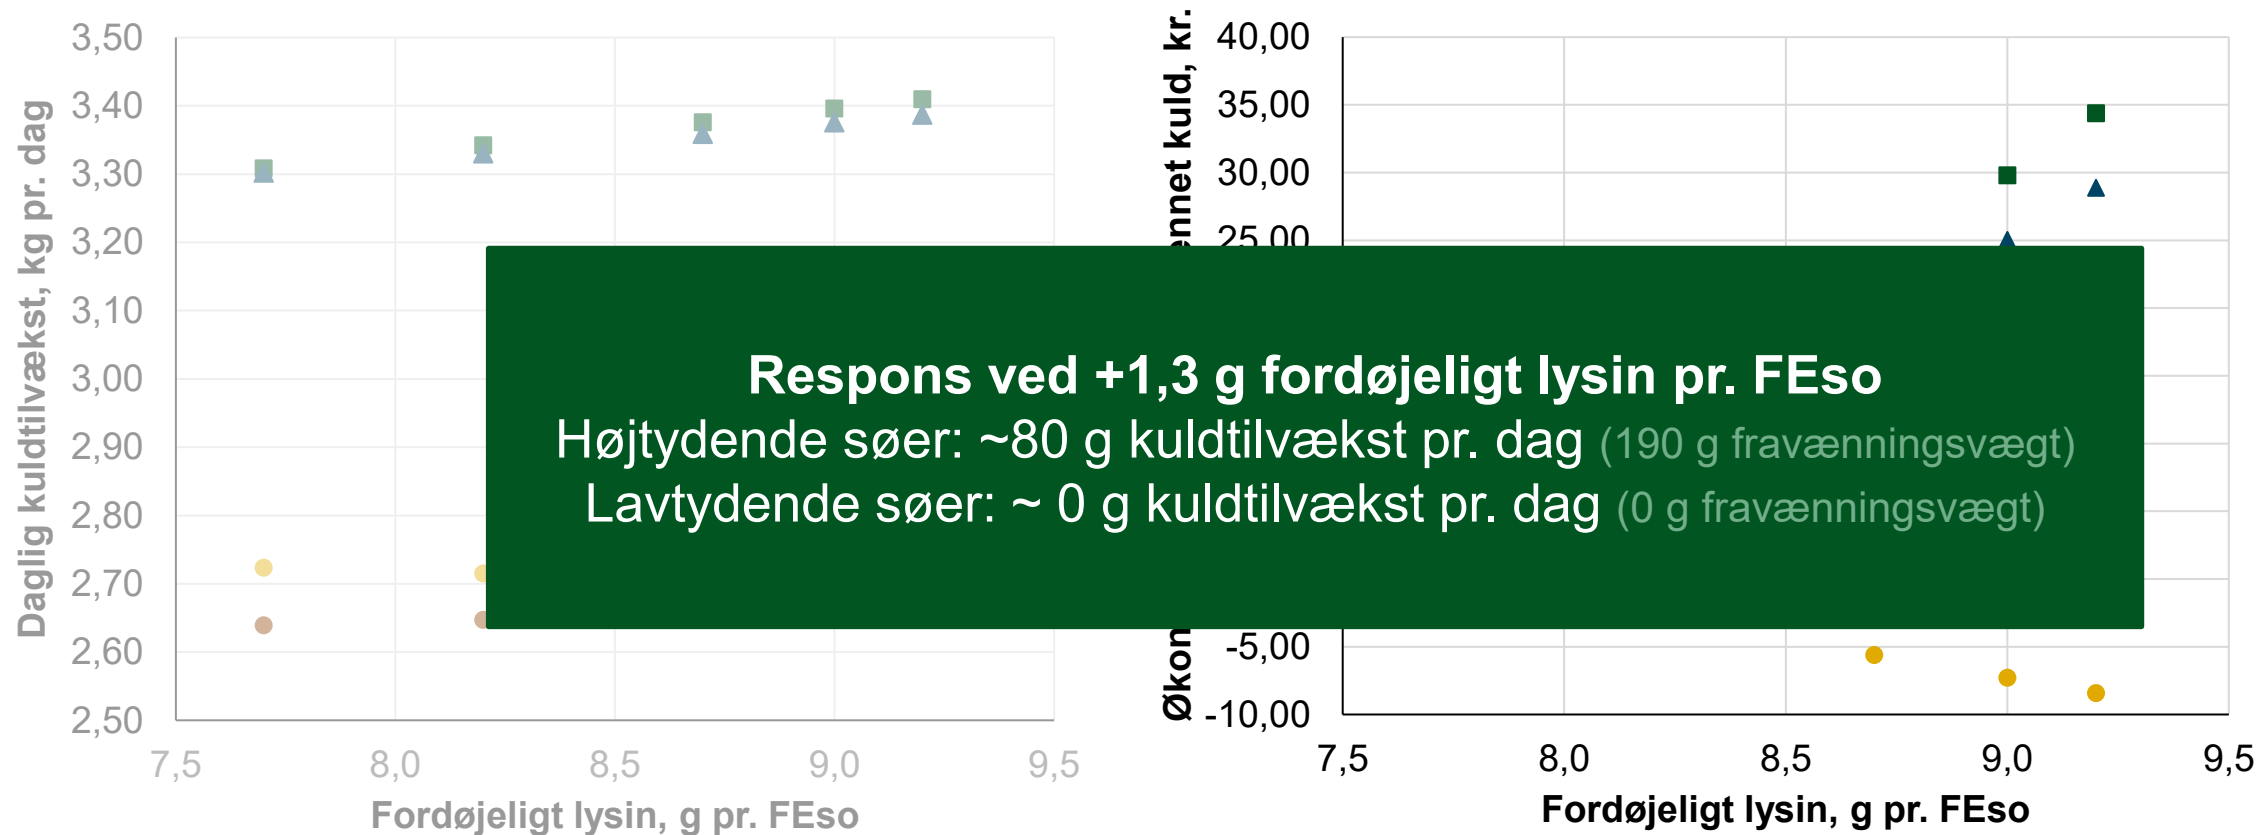 Daglig kuldtilvækst, kg pr. dag
3,50
3,40
3,30
3,20
3,10
3,00
2,90
2,80
2,70
2,60
2,50
7,5 8,0 8,5 9,0 9,5
Fordøjeligt lysin, g pr. FEso
kuld, kr.
40,00
35,00
30,00
25,00
-5,00
-10,00
7,5 8,0 8,5 9,0 9,5
Fordøjeligt lysin, g pr. FEso
Respons ved +1,3 g fordøjeligt lysin pr. FEso
Højtydende søer: ~80 g kuldtilvækst pr. dag (190 g fravænningsvægt)
Lavtydende søer: ~ 0 g kuldtilvækst pr. dag (0 g fravænningsvægt)